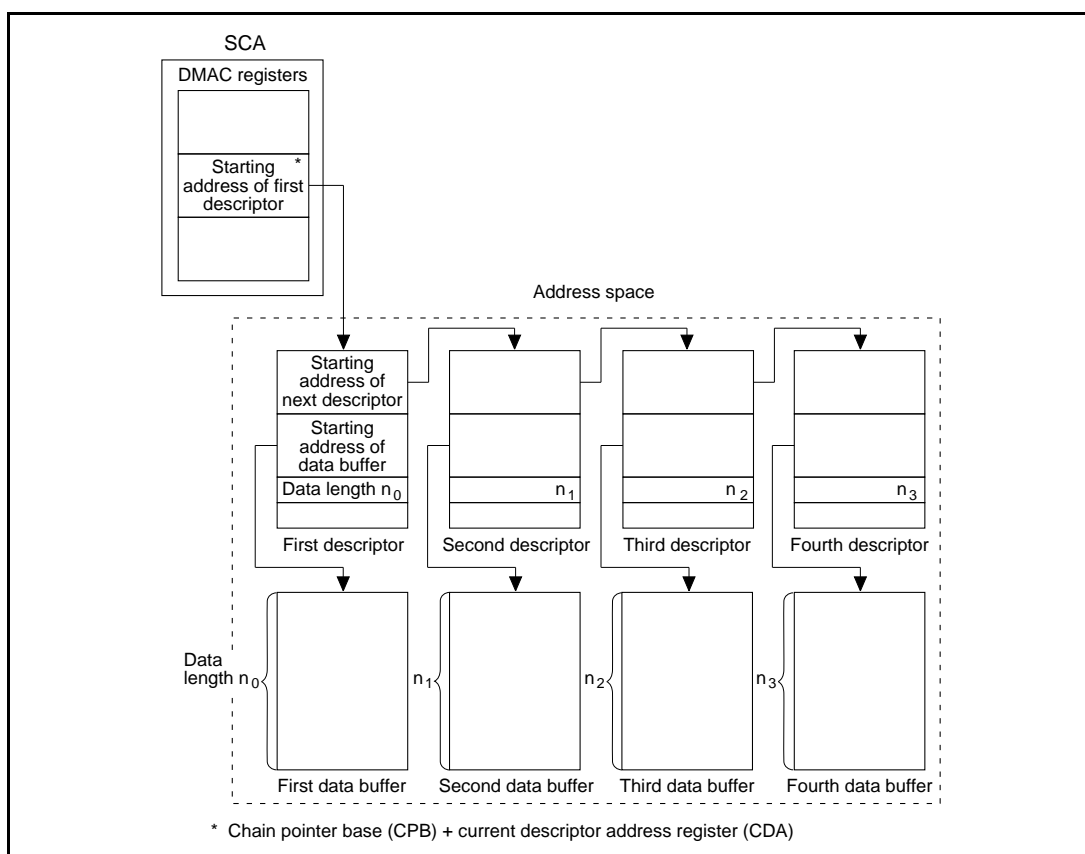 SCA
DMAC registers
Starting *
address of first
descriptor
Address space
Starting
address of
next descriptor
Starting
address of
data buffer
Data length n0
n1
n2
n3
First descriptor
Second descriptor
Third descriptor
Fourth descriptor
Data
length n0
n1
n2
n3
First data buffer
Second data buffer
Third data buffer
Fourth data buffer
* Chain pointer base (CPB) + current descriptor address register (CDA)